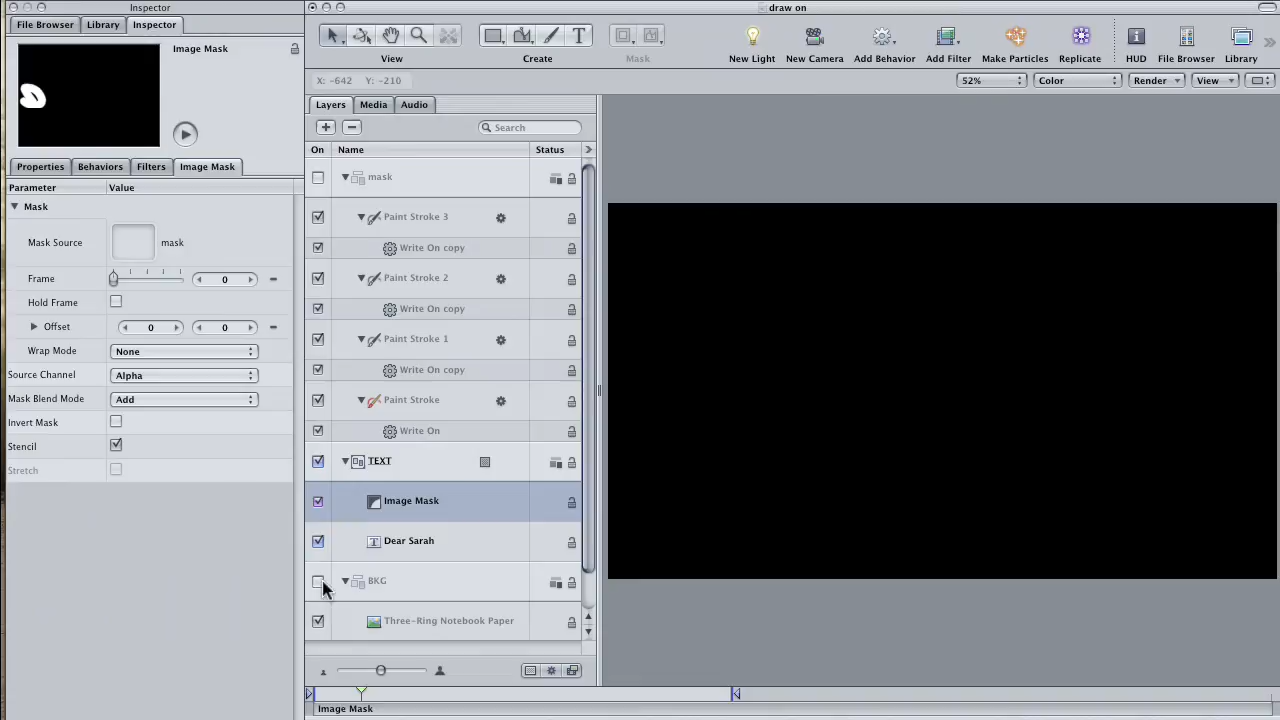 Inspector
draw on
File Browser Library Inspector
Image Mask
View
Create
Mask
New Light New Camera Add Behavior Add Filter Make Particles Replicate HUD File Browser Library
X: -642 Y: -210
52% Color Render View
Layers Media Audio
Search
On Name Status
Properties Behaviors Filters Image Mask
Parameter Value
Mask
Mask Source mask
Frame 0
Hold Frame
Offset 0 0
Wrap Mode None
Source Channel Alpha
Mask Blend Mode Add
Invert Mask
Stencil
Stretch
mask
Paint Stroke 3
Write On copy
Paint Stroke 2
Write On copy
Paint Stroke 1
Write On copy
Paint Stroke
Write On
TEXT
Image Mask
T Dear Sarah
BKG
Three-Ring Notebook Paper
Image Mask